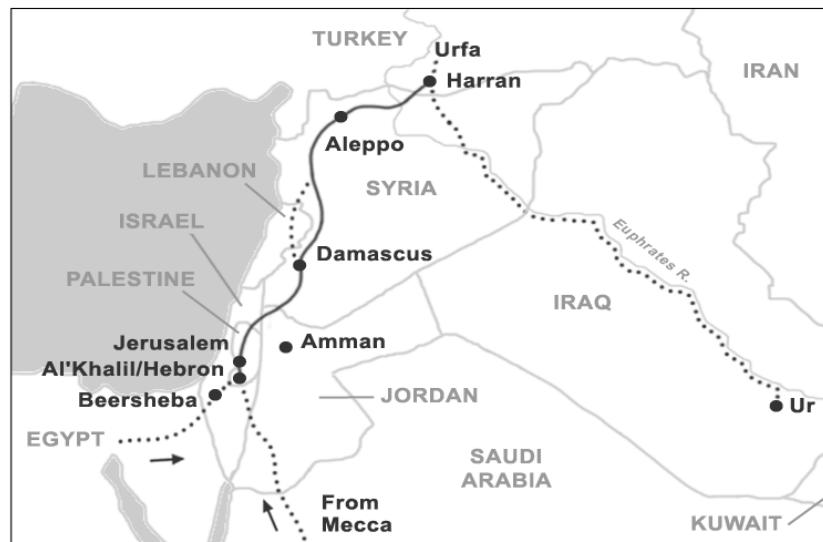 TURKEY
Urfa
Harran
IRAN
Aleppo
LEBANON
SYRIA
ISRAEL
Euphrates R.
Damascus
PALESTINE
IRAQ
Jerusalem
Amman
Al'Khalil/Hebron
Beersheba
JORDAN
Ur
EGYPT
SAUDI
ARABIA
From
Mecca
KUWAIT